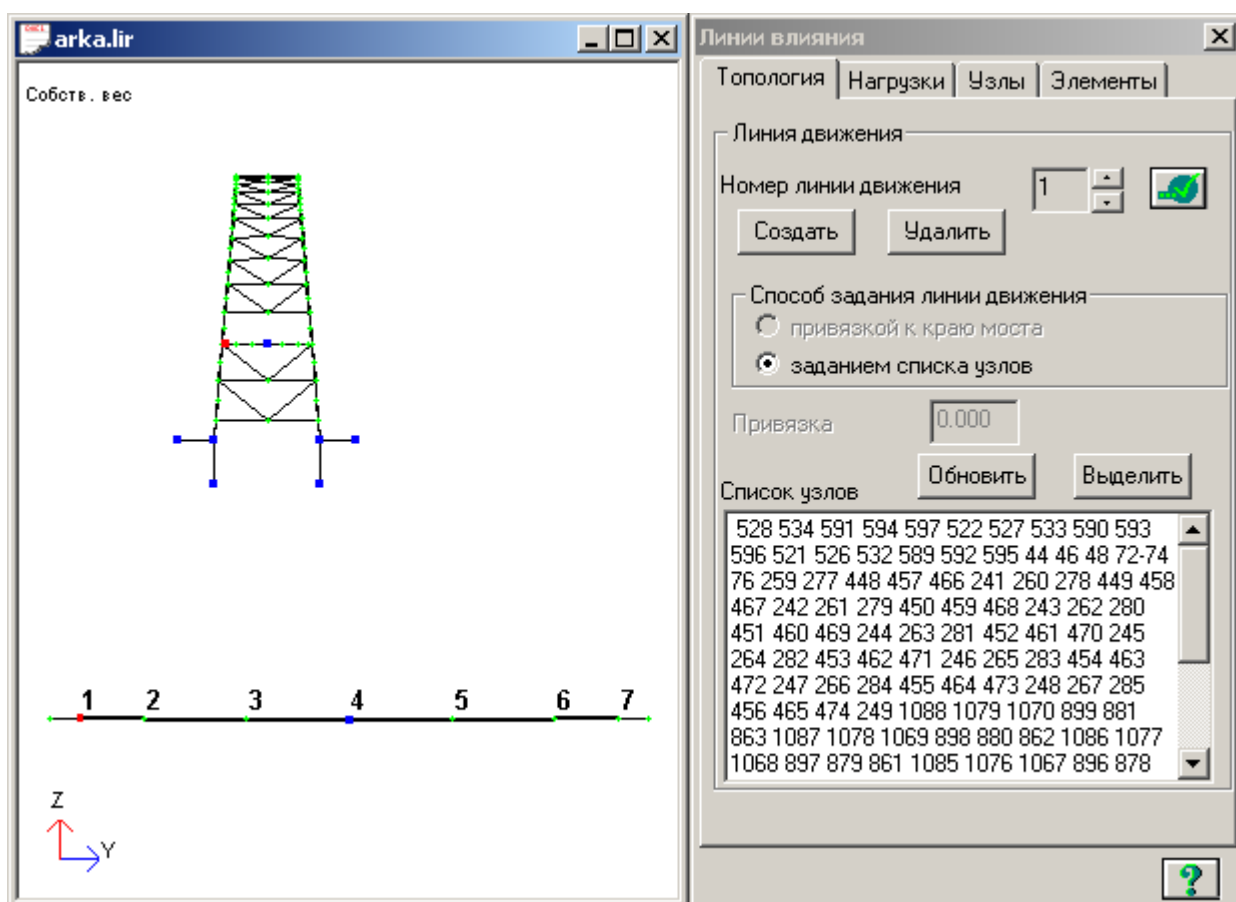 arka.lir
Собств. вес
1 2 3 4 5 6 7
Z
Y
Линии влияния
Топология Нагрузки Узлы Элементы
Линия движения
Номер линии движения 1
Создать Удалить
Способ задания линии движения
привязкой к краю моста
заданием списка узлов
Привязка 0.000
Обновить Выделить
Список узлов
528 534 591 594 597 522 527 533 590 593
596 521 526 532 589 592 595 44 46 48 72-74
76 259 277 448 457 466 241 260 278 449 458
467 242 261 279 450 459 468 243 262 280
451 460 469 244 263 281 452 461 470 245
264 282 453 462 471 246 265 283 454 463
472 247 266 284 455 464 473 248 267 285
456 465 474 249 1088 1079 1070 899 881
863 1087 1078 1069 898 880 862 1086 1077
1068 897 879 861 1085 1076 1067 896 878
?